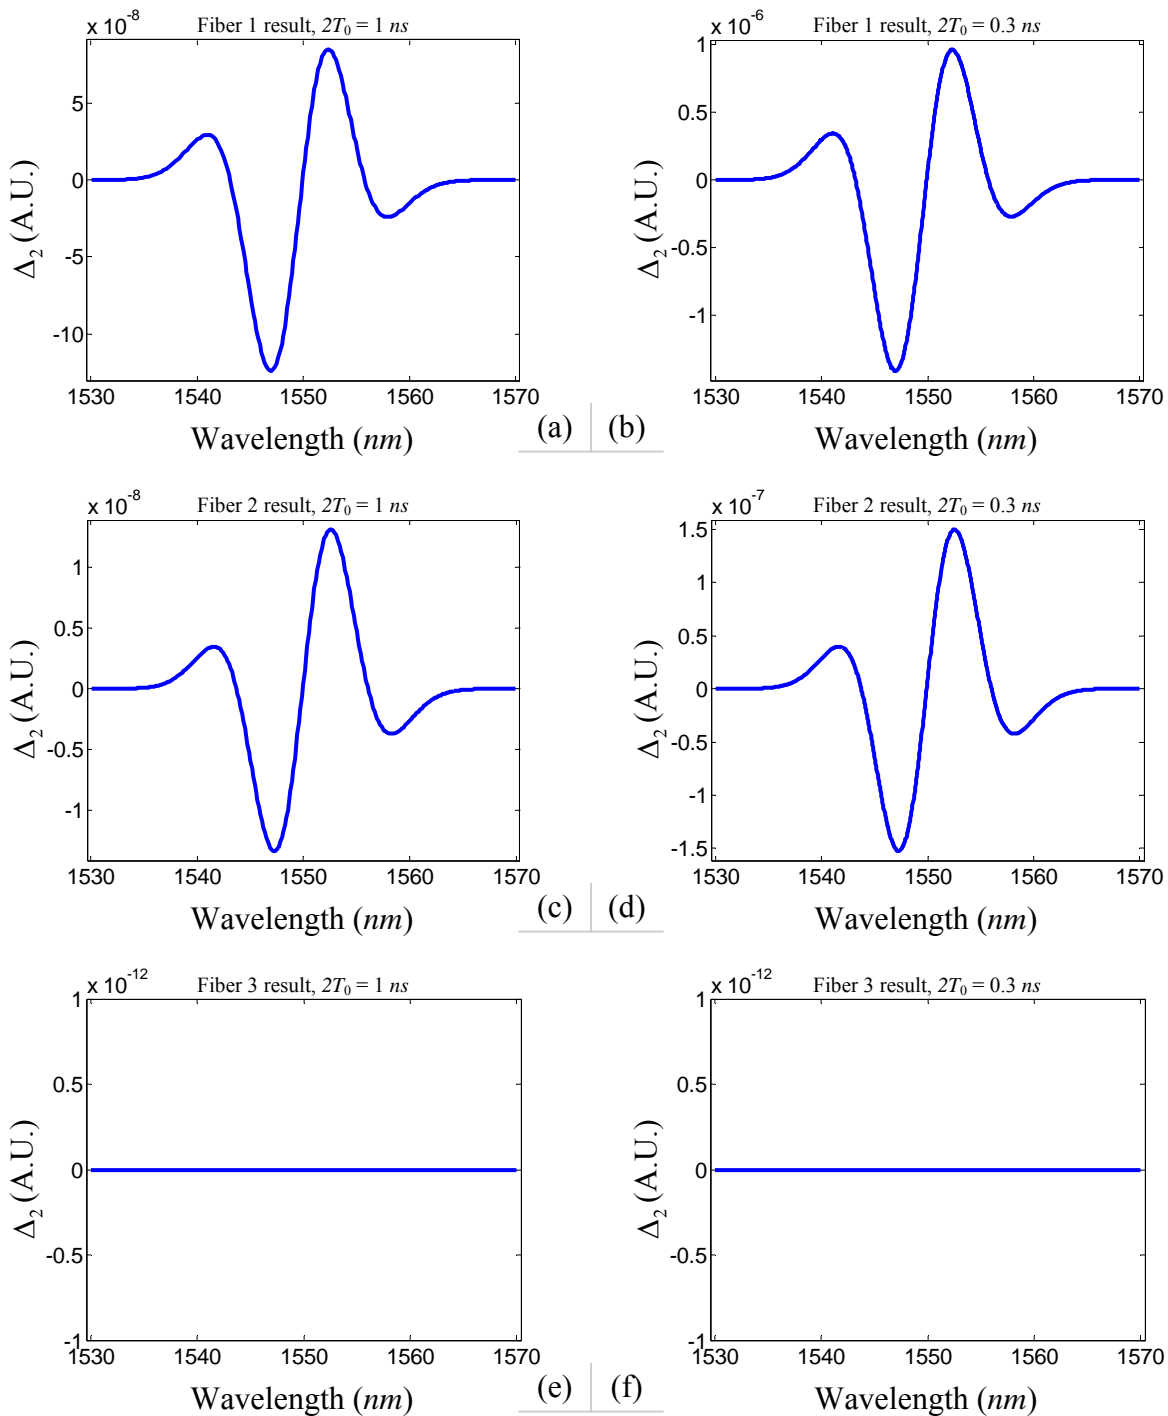 x 10^-8 Fiber 1 result, 2T₀ = 1 ns
5
0
-5
-10
Δ₂ (A.U.)
1530 1540 1550 1560 1570
Wavelength (nm)
(a)
x 10^-6 Fiber 1 result, 2T₀ = 0.3 ns
1
0.5
0
-0.5
-1
Δ₂ (A.U.)
1530 1540 1550 1560 1570
Wavelength (nm)
(b)
x 10^-8 Fiber 2 result, 2T₀ = 1 ns
1
0.5
0
-0.5
-1
Δ₂ (A.U.)
1530 1540 1550 1560 1570
Wavelength (nm)
(c)
x 10^-7 Fiber 2 result, 2T₀ = 0.3 ns
1.5
1
0.5
0
-0.5
-1
-1.5
Δ₂ (A.U.)
1530 1540 1550 1560 1570
Wavelength (nm)
(d)
x 10^-12 Fiber 3 result, 2T₀ = 1 ns
1
0.5
0
-0.5
-1
Δ₂ (A.U.)
1530 1540 1550 1560 1570
Wavelength (nm)
(e)
x 10^-12 Fiber 3 result, 2T₀ = 0.3 ns
1
0.5
0
-0.5
-1
Δ₂ (A.U.)
1530 1540 1550 1560 1570
Wavelength (nm)
(f)